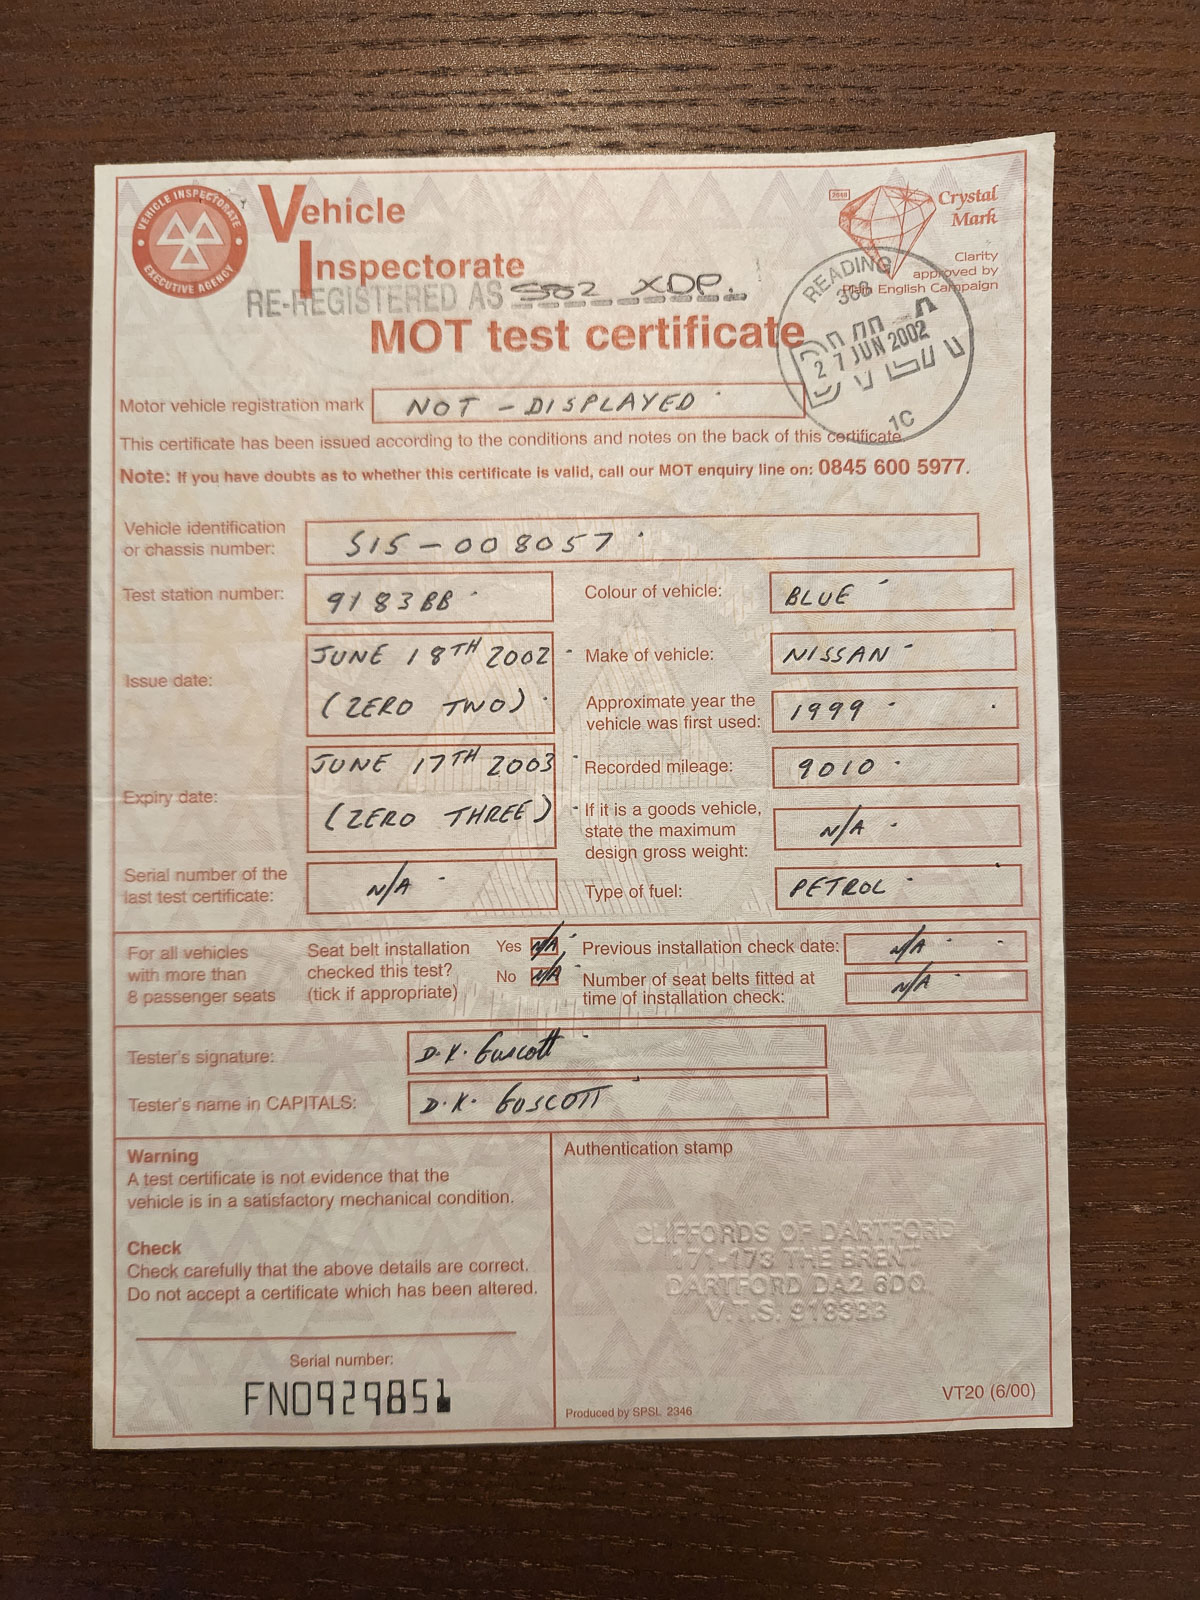 VEHICLE INSPECTORATE
EXECUTIVE AGENCY
Vehicle
Inspectorate
2346
Crystal
Mark
Clarity
approved by
Plain English Campaign
RE-REGISTERED AS XDP.
READING
27 JUN 2002
1C
MOT test certificate
Motor vehicle registration mark NOT - DISPLAYED
This certificate has been issued according to the conditions and notes on the back of this certificate.
Note: If you have doubts as to whether this certificate is valid, call our MOT enquiry line on: 0845 600 5977.
Vehicle identification
or chassis number: S15-008057
Test station number: 9183BB
Colour of vehicle: BLUE
Issue date: JUNE 18TH 2002
(ZERO TWO)
Make of vehicle: NISSAN
Approximate year the
vehicle was first used: 1999
Expiry date: JUNE 17TH 2003
(ZERO THREE)
Recorded mileage: 9010
If it is a goods vehicle,
state the maximum
design gross weight: N/A
Serial number of the
last test certificate: N/A
Type of fuel: PETROL
For all vehicles
with more than
8 passenger seats
Seat belt installation
checked this test?
(tick if appropriate)
Yes N/A
No N/A
Previous installation check date: N/A
Number of seat belts fitted at
time of installation check: N/A
Tester's signature: D.K. Guscott
Tester's name in CAPITALS: D.K. GUSCOTT
Warning
A test certificate is not evidence that the
vehicle is in a satisfactory mechanical condition.
Check
Check carefully that the above details are correct.
Do not accept a certificate which has been altered.
Serial number:
FN0929851
Authentication stamp
CLIFFORDS OF DARTFORD
171-173 THE BRENT
DARTFORD DA2 6DQ.
V.T.S. 9183BB
Produced by SPSL 2346
VT20 (6/00)